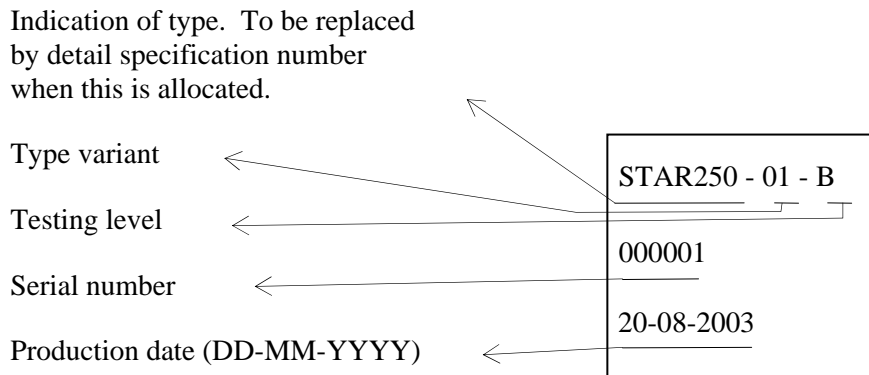 Indication of type. To be replaced
by detail specification number
when this is allocated.
Type variant
Testing level
Serial number
Production date (DD-MM-YYYY)
STAR250 - 01 - B
000001
20-08-2003